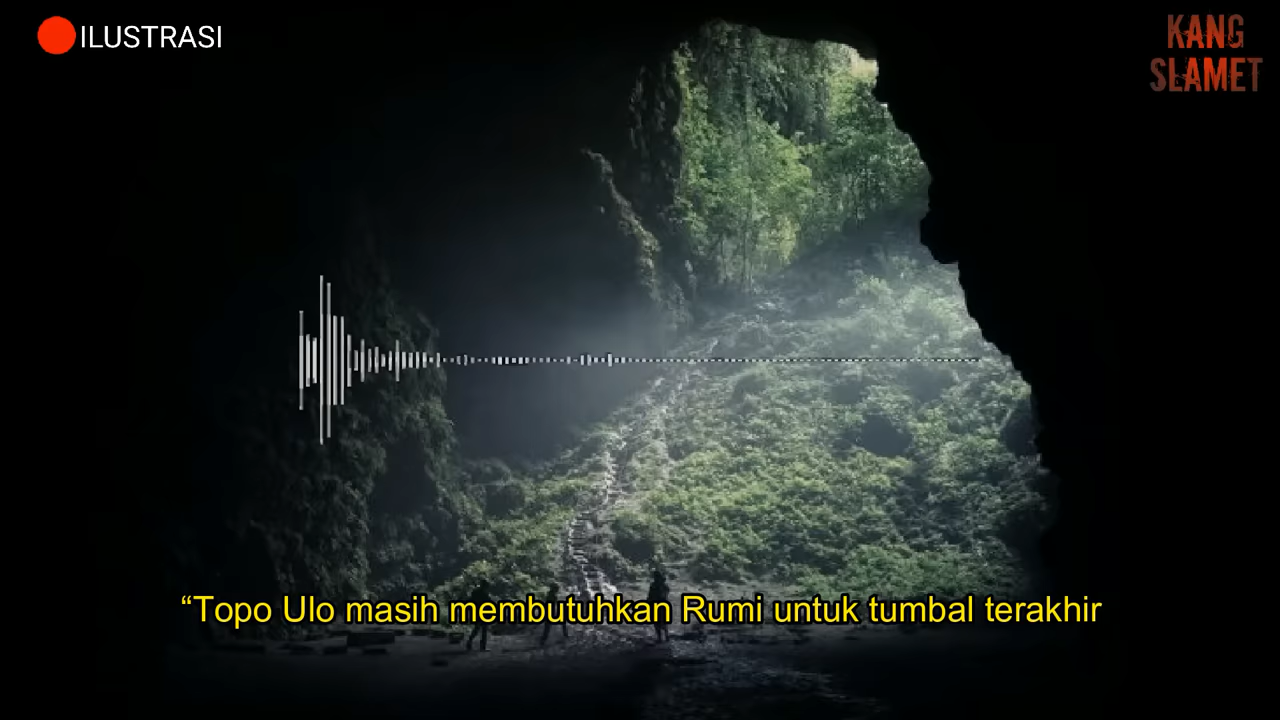 ILUSTRASI
KANG
SLAMET
“Topo Ulo masih membutuhkan Rumi untuk tumbal terakhir